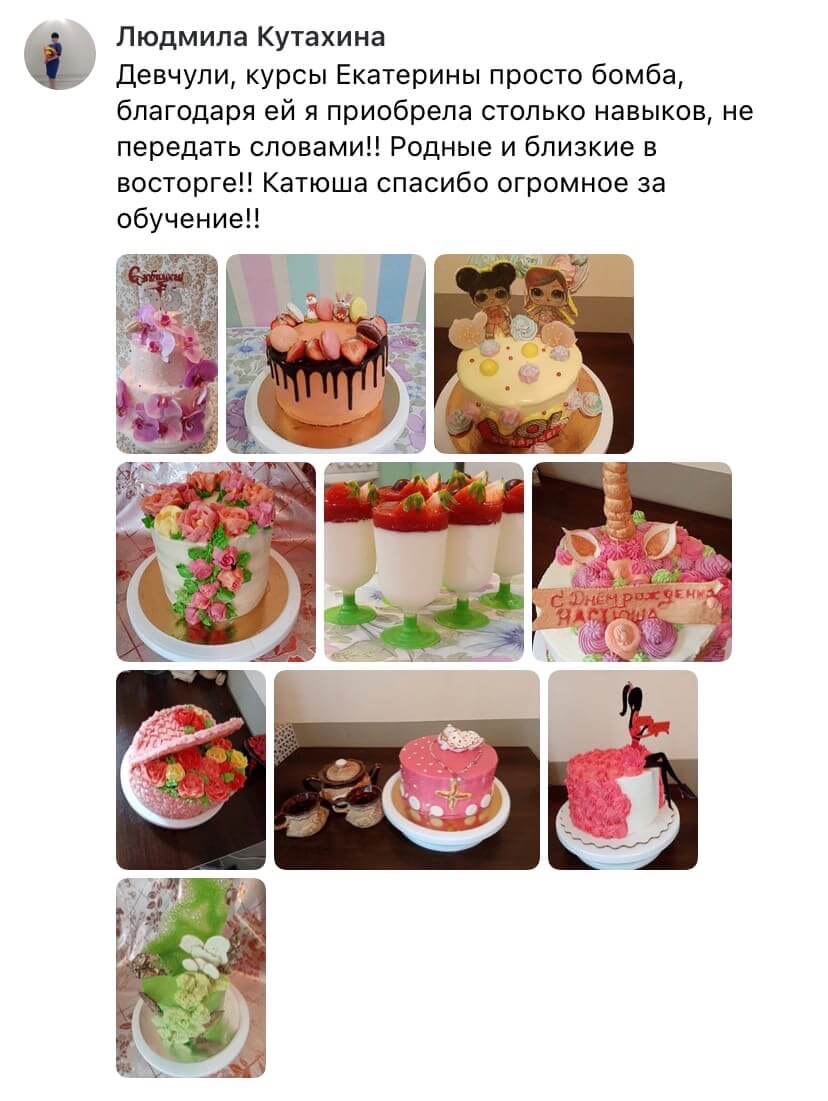 Людмила Кутахина
Девчули, курсы Екатерины просто бомба,
благодаря ей я приобрела столько навыков, не
передать словами!! Родные и близкие в
восторге!! Катюша спасибо огромное за
обучение!!
С Днём рождения
Настюша